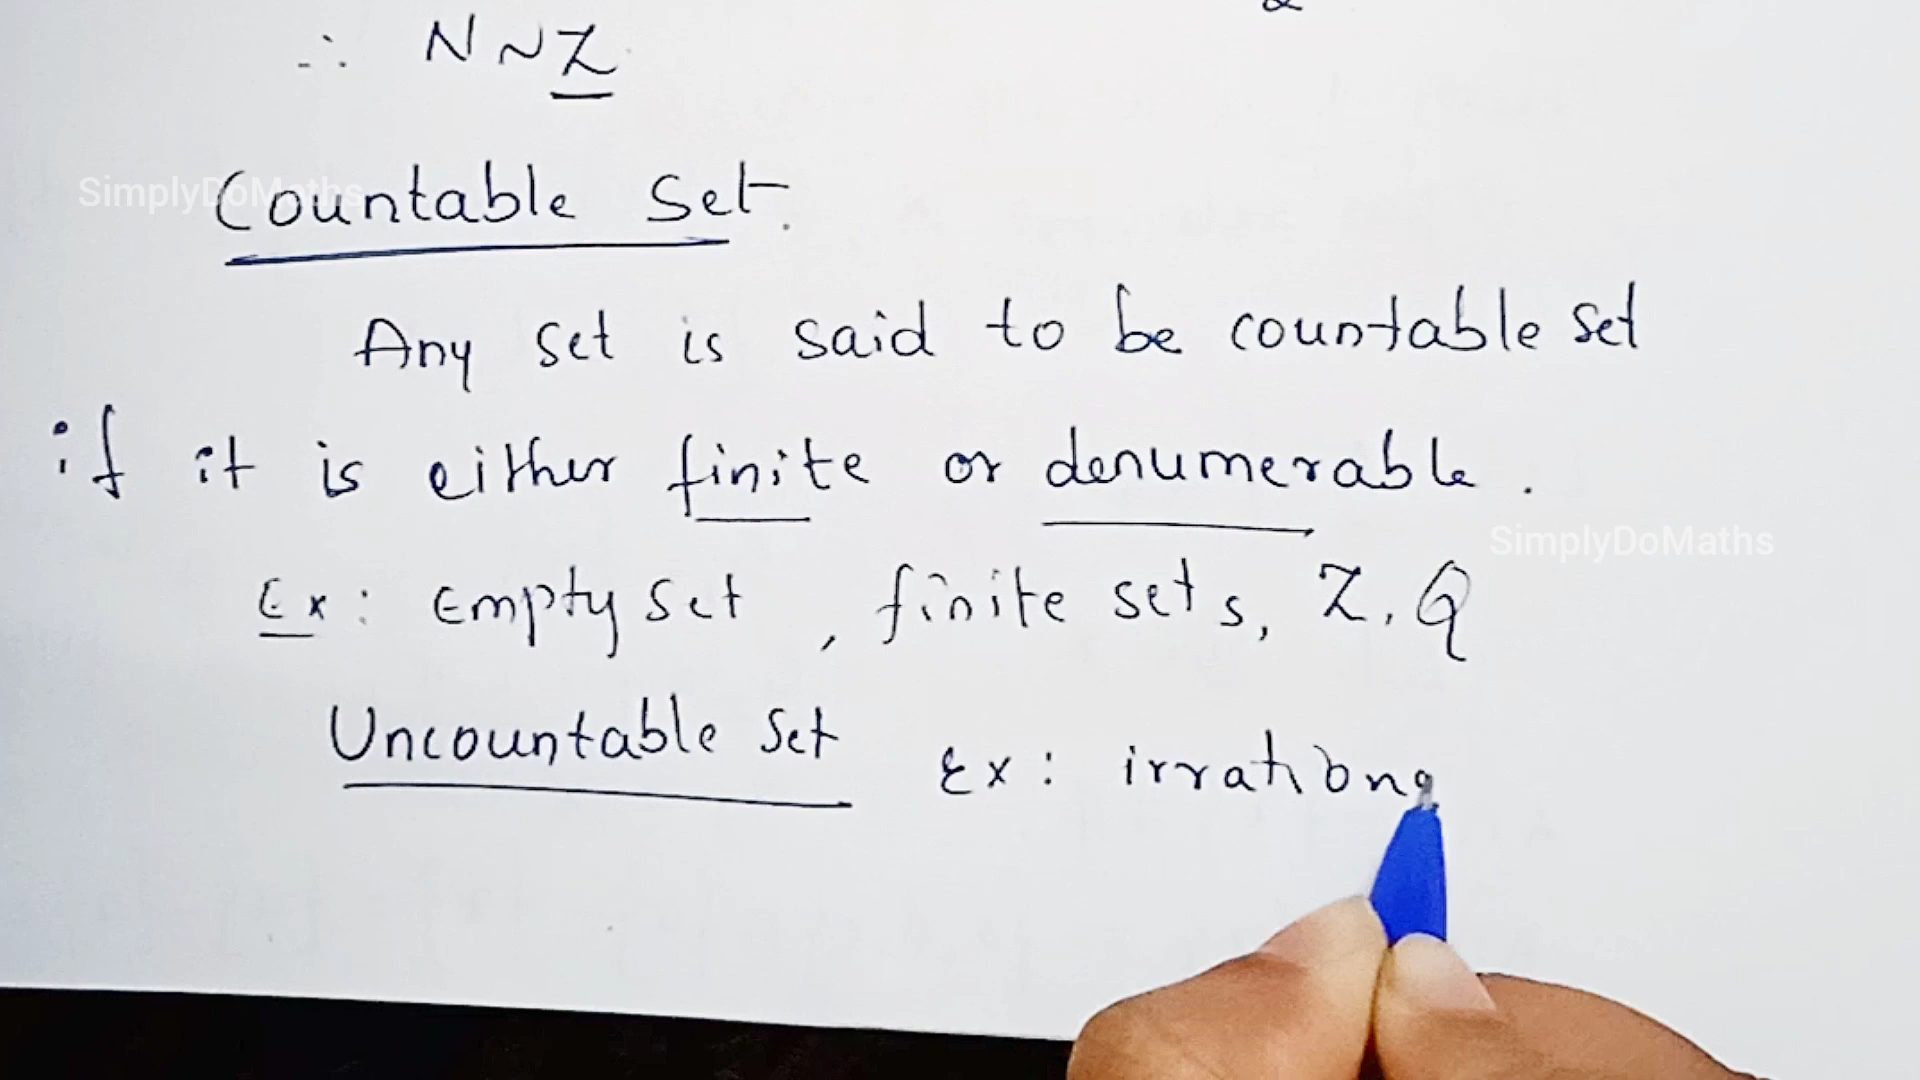 ∴ N ~ Z
Countable Set.
Any set is said to be countable set
if it is either finite or denumerable.
Ex: Empty Set, finite sets, Z, Q
Uncountable Set Ex: irrationa
SimplyDoMaths
SimplyDoMaths